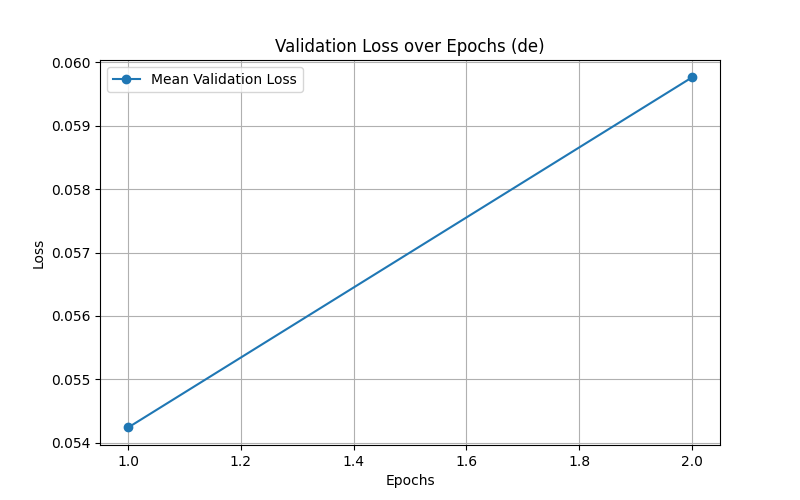 Validation Loss over Epochs (de)
Mean Validation Loss
0.060
0.059
0.058
0.057
0.056
0.055
0.054
Loss
1.0 1.2 1.4 1.6 1.8 2.0
Epochs